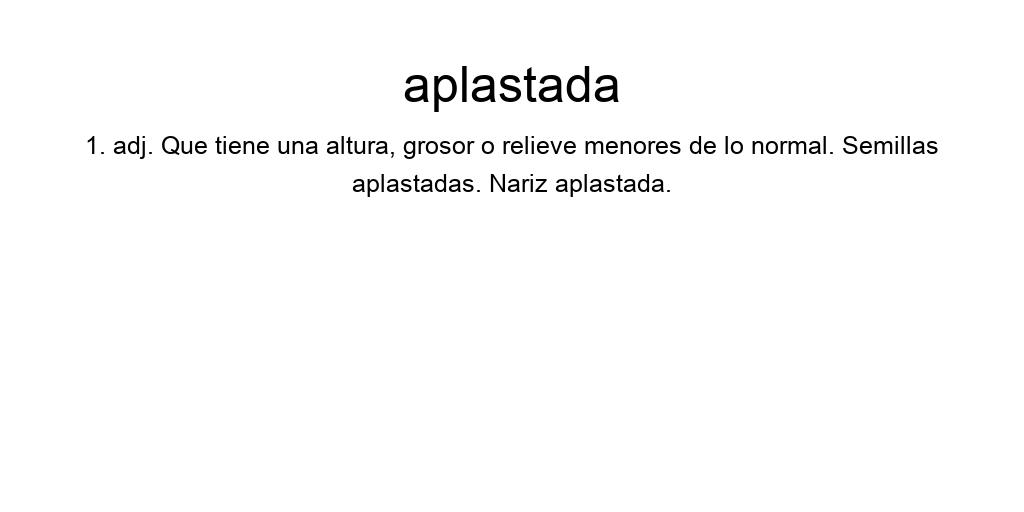 aplastada
1. adj. Que tiene una altura, grosor o relieve menores de lo normal. Semillas
aplastadas. Nariz aplastada.